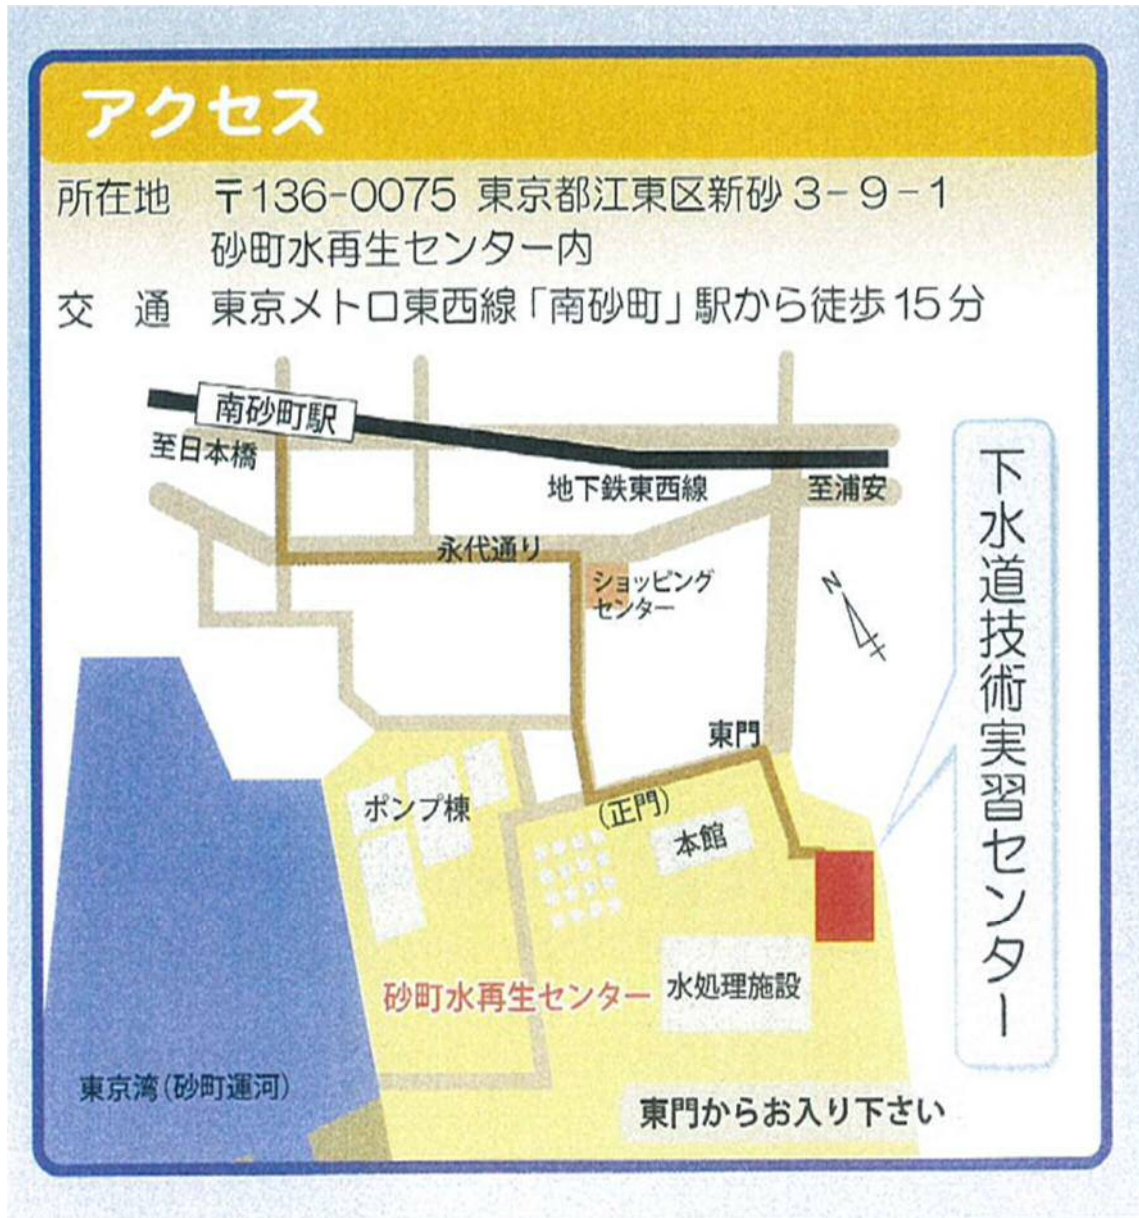 アクセス
所在地 〒136-0075 東京都江東区新砂3-9-1
砂町水再生センター内
交 通 東京メトロ東西線「南砂町」駅から徒歩15分
南砂町駅
至日本橋
地下鉄東西線
至浦安
永代通り
ショッピング
センター
N
下水道技術実習センター
東門
(正門)
ポンプ棟
本館
砂町水再生センター
水処理施設
東京湾(砂町運河)
東門からお入り下さい